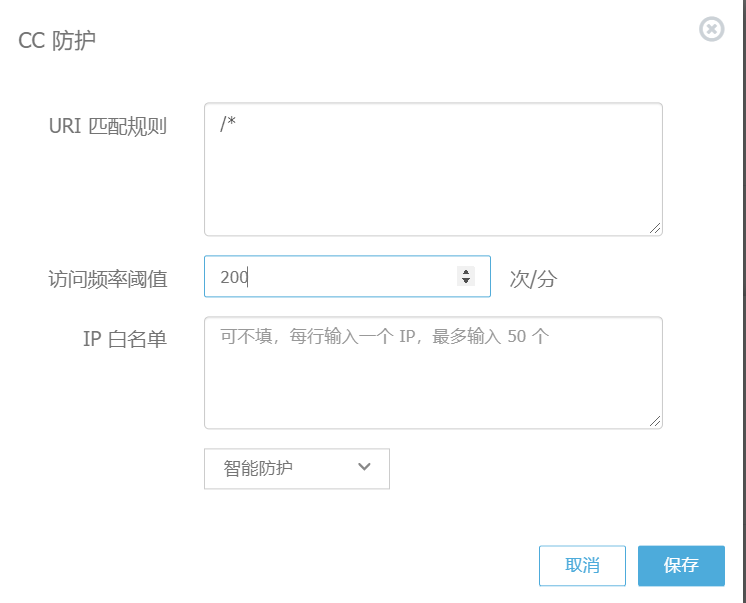 CC 防护
URI 匹配规则
/*
访问频率阈值
200
次/分
IP 白名单
可不填，每行输入一个 IP，最多输入 50 个
智能防护
取消
保存